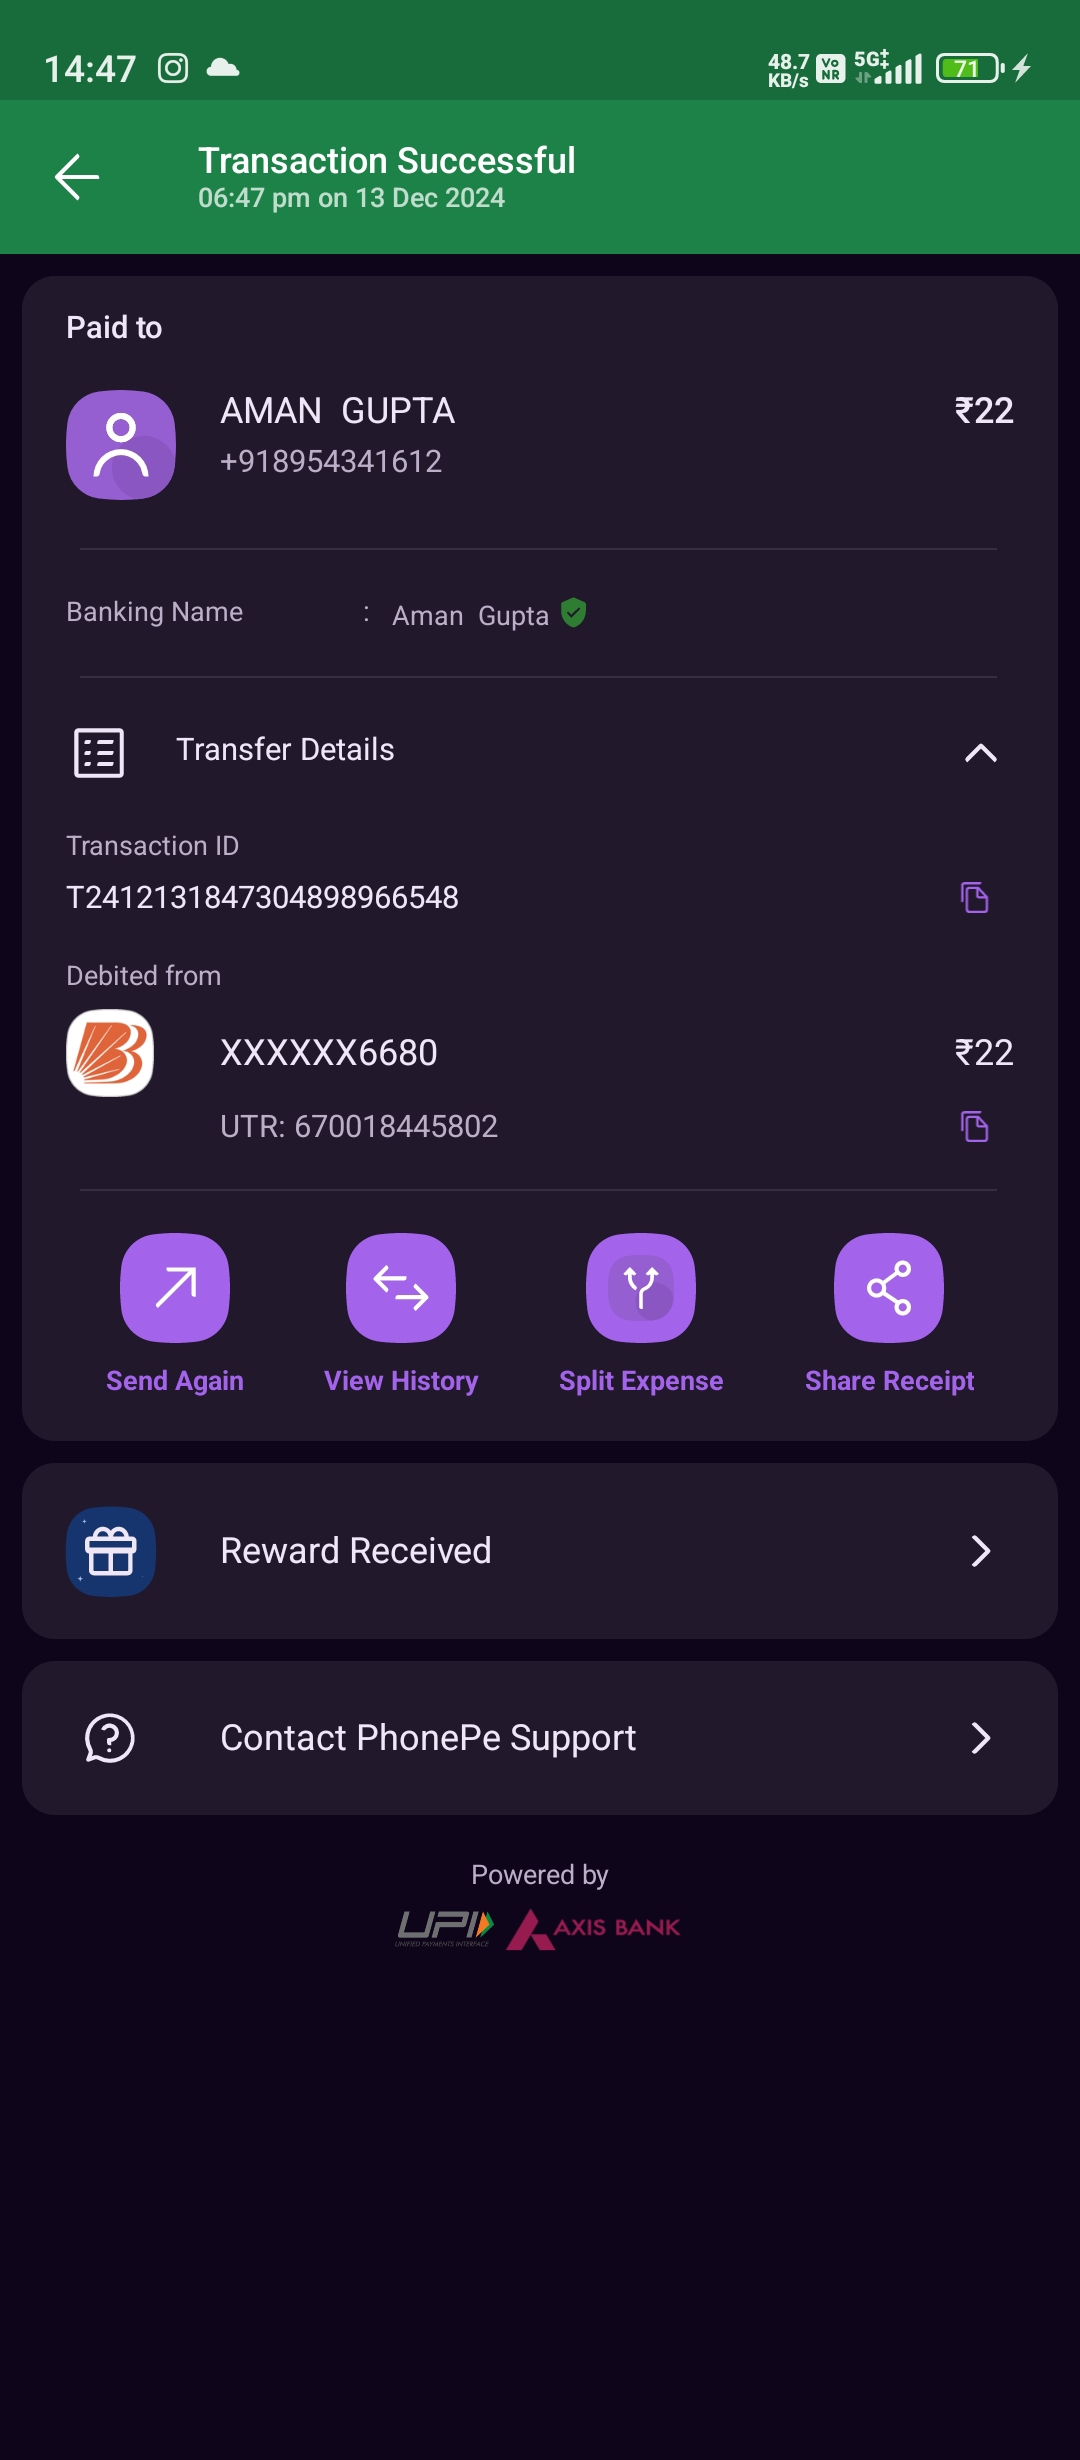 14:47
48.7 KB/s Vo NR 5G‡ 71
Transaction Successful
06:47 pm on 13 Dec 2024
Paid to
AMAN GUPTA ₹22
+918954341612
Banking Name : Aman Gupta
Transfer Details
Transaction ID
T2412131847304898966548
Debited from
XXXXXX6680 ₹22
UTR: 670018445802
Send Again View History Split Expense Share Receipt
Reward Received
Contact PhonePe Support
Powered by
UPI AXIS BANK
UNIFIED PAYMENTS INTERFACE